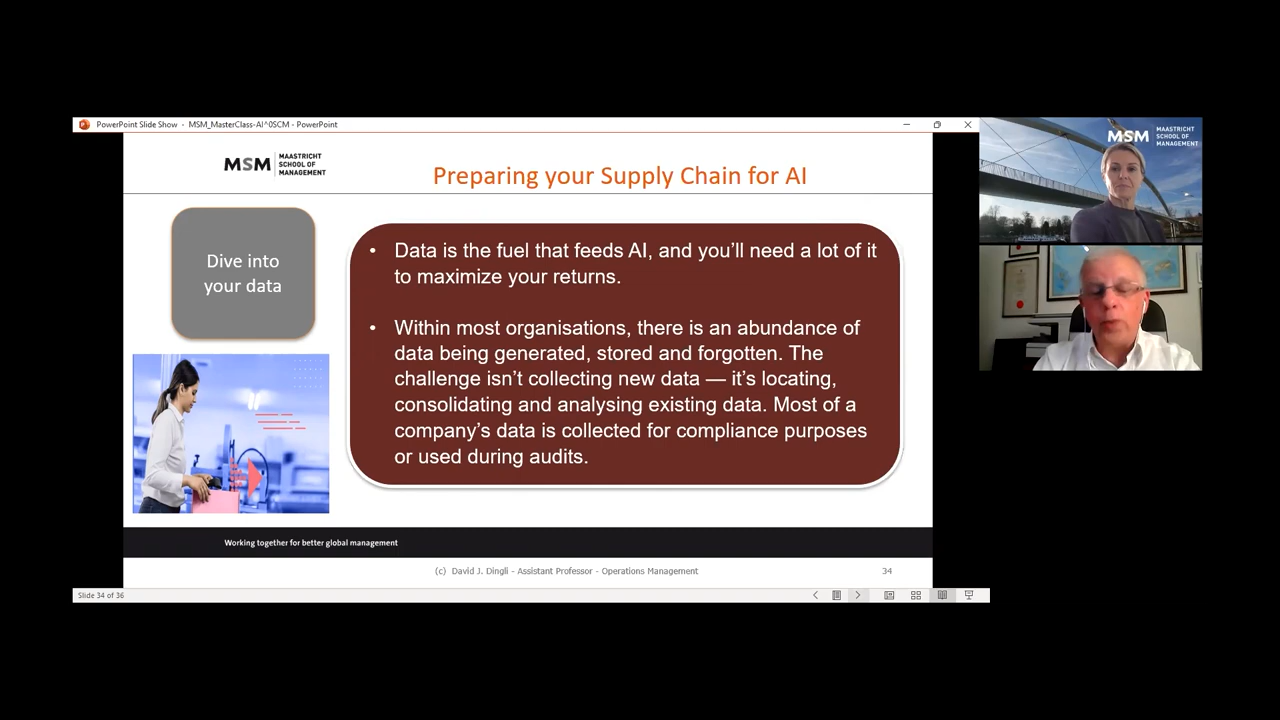 PowerPoint Slide Show - MSM_MasterClass-AI^0SCM - PowerPoint
MSM
MAASTRICHT
SCHOOL OF
MANAGEMENT
Preparing your Supply Chain for AI
Dive into
your data
• Data is the fuel that feeds AI, and you’ll need a lot of it
to maximize your returns.
• Within most organisations, there is an abundance of
data being generated, stored and forgotten. The
challenge isn’t collecting new data — it’s locating,
consolidating and analysing existing data. Most of a
company’s data is collected for compliance purposes
or used during audits.
Working together for better global management
(c) David J. Dingli - Assistant Professor - Operations Management
34
Slide 34 of 36
MSM
MAASTRICHT
SCHOOL OF
MANAGEMENT